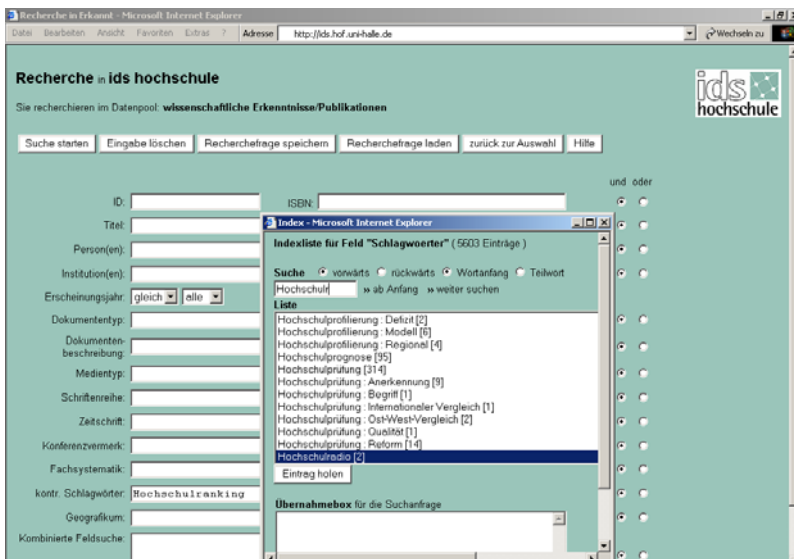 Recherche in Erkannt - Microsoft Internet Explorer
Datei Bearbeiten Ansicht Favoriten Extras ? Adresse http://ids.hof.uni-halle.de Wechseln zu
Recherche in ids hochschule
ids
hochschule
Sie recherchieren im Datenpool: wissenschaftliche Erkenntnisse/Publikationen
Suche starten Eingabe löschen Recherchefrage speichern Recherchefrage laden zurück zur Auswahl Hilfe
und oder
ID: ISBN:
Titel:
Person(en):
Institution(en):
Erscheinungsjahr: gleich alle
Dokumententyp:
Dokumenten-
beschreibung:
Medientyp:
Schriftenreihe:
Zeitschrift:
Konferenzvermerk:
Fachsystematik:
kontr. Schlagwörter: Hochschulranking
Geografikum:
Kombinierte Feldsuche:
Index - Microsoft Internet Explorer
Indexliste für Feld "Schlagwoerter" ( 5603 Einträge )
Suche vorwärts rückwärts Wortanfang Teilwort
Hochschulr » ab Anfang » weiter suchen
Liste
Hochschulprofilierung : Defizit [2]
Hochschulprofilierung : Modell [6]
Hochschulprofilierung : Regional [4]
Hochschulprognose [95]
Hochschulprüfung [314]
Hochschulprüfung : Anerkennung [9]
Hochschulprüfung : Begriff [1]
Hochschulprüfung : Internationaler Vergleich [1]
Hochschulprüfung : Ost-West-Vergleich [2]
Hochschulprüfung : Qualität [1]
Hochschulprüfung : Reform [14]
Hochschulradio [2]
Eintrag holen
Übernahmebox für die Suchanfrage